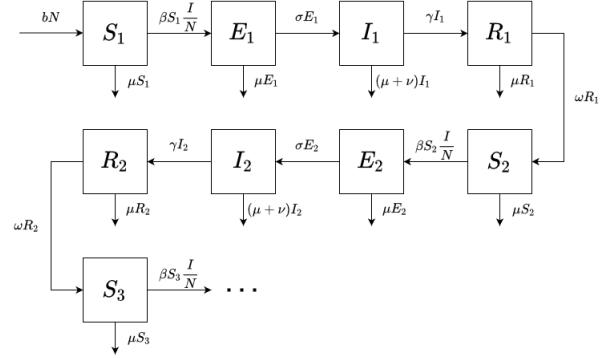 bN S₁ βS₁ I/N E₁ σE₁ I₁ γI₁ R₁
μS₁ μE₁ (μ + ν)I₁ μR₁
ωR₁
R₂ γI₂ I₂ σE₂ E₂ βS₂ I/N S₂
μR₂ (μ + ν)I₂ μE₂ μS₂
ωR₂
S₃ βS₃ I/N ...
μS₃